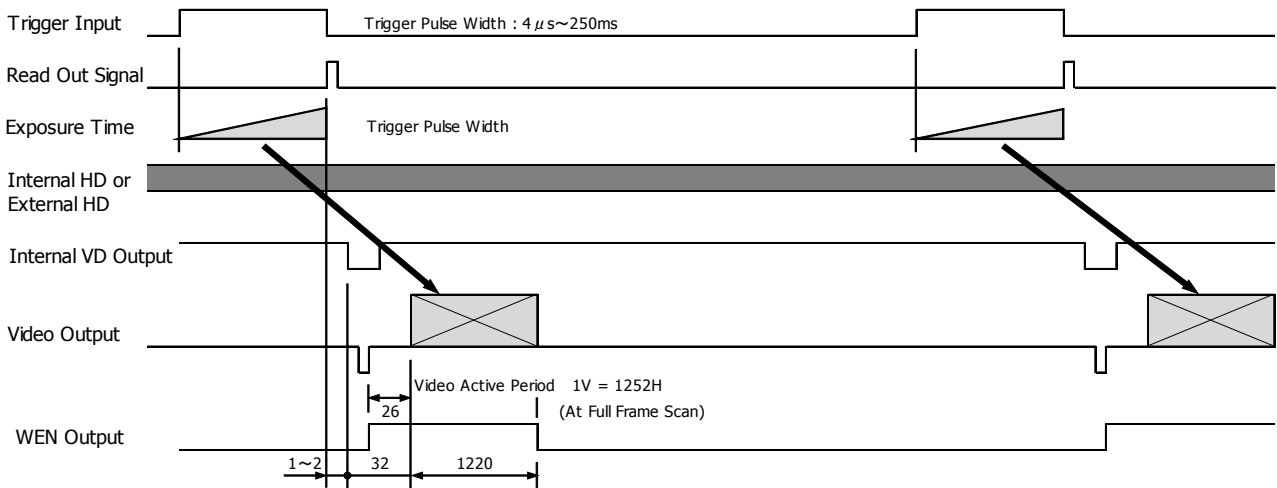 Trigger Input
Trigger Pulse Width : 4 μ s～250ms
Read Out Signal
Exposure Time
Trigger Pulse Width
Internal HD or
External HD
Internal VD Output
Video Output
Video Active Period 1V = 1252H
26
(At Full Frame Scan)
WEN Output
1～2
32
1220